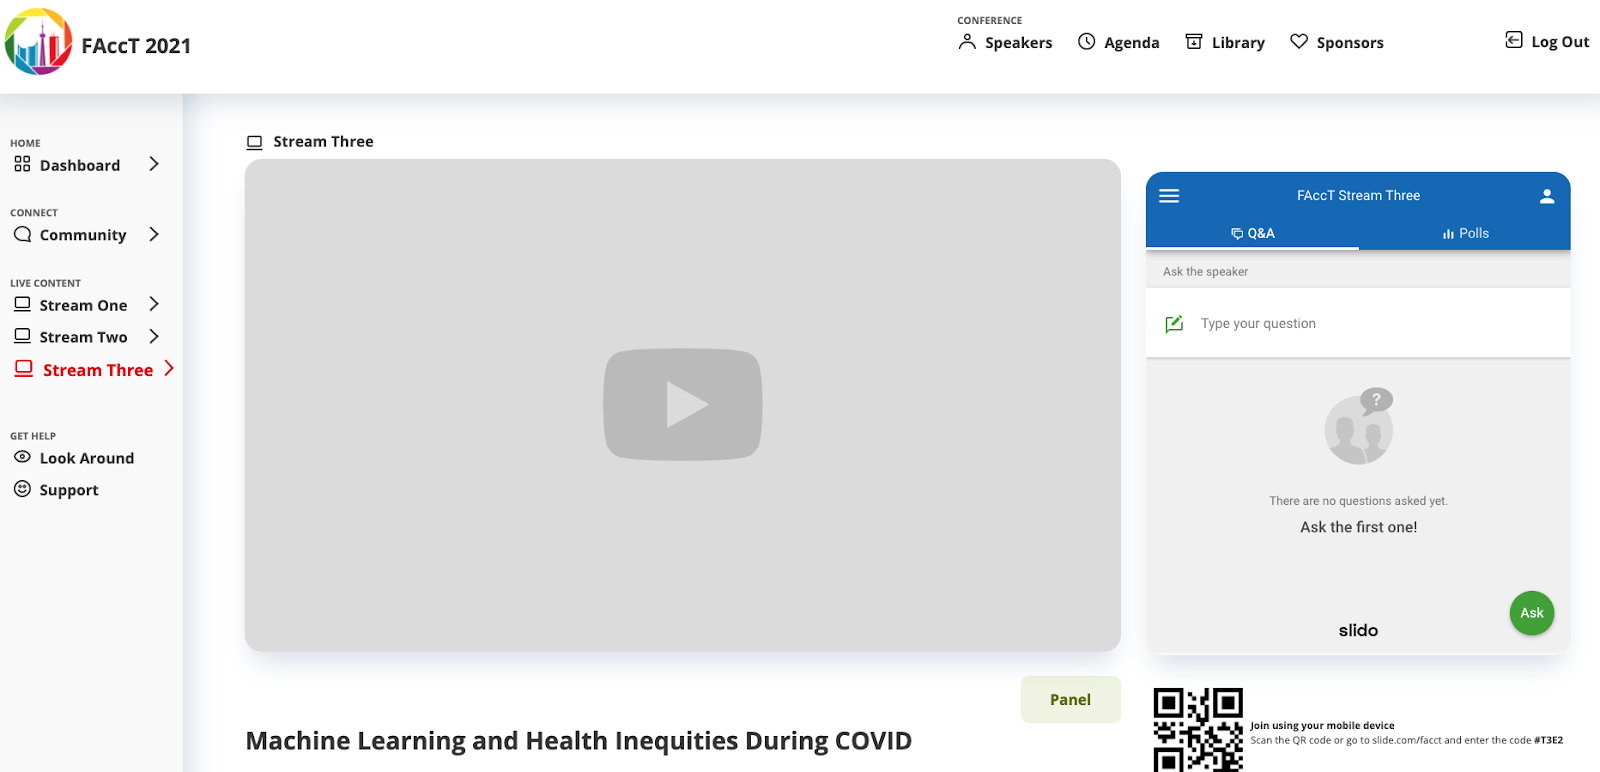 FAccT 2021
CONFERENCE
Speakers
Agenda
Library
Sponsors
Log Out
HOME
Dashboard
CONNECT
Community
LIVE CONTENT
Stream One
Stream Two
Stream Three
GET HELP
Look Around
Support
Stream Three
Panel
Machine Learning and Health Inequities During COVID
FAccT Stream Three
Q&A
Polls
Ask the speaker
Type your question
?
There are no questions asked yet.
Ask the first one!
Ask
slido
Join using your mobile device
Scan the QR code or go to slide.com/facct and enter the code #T3E2